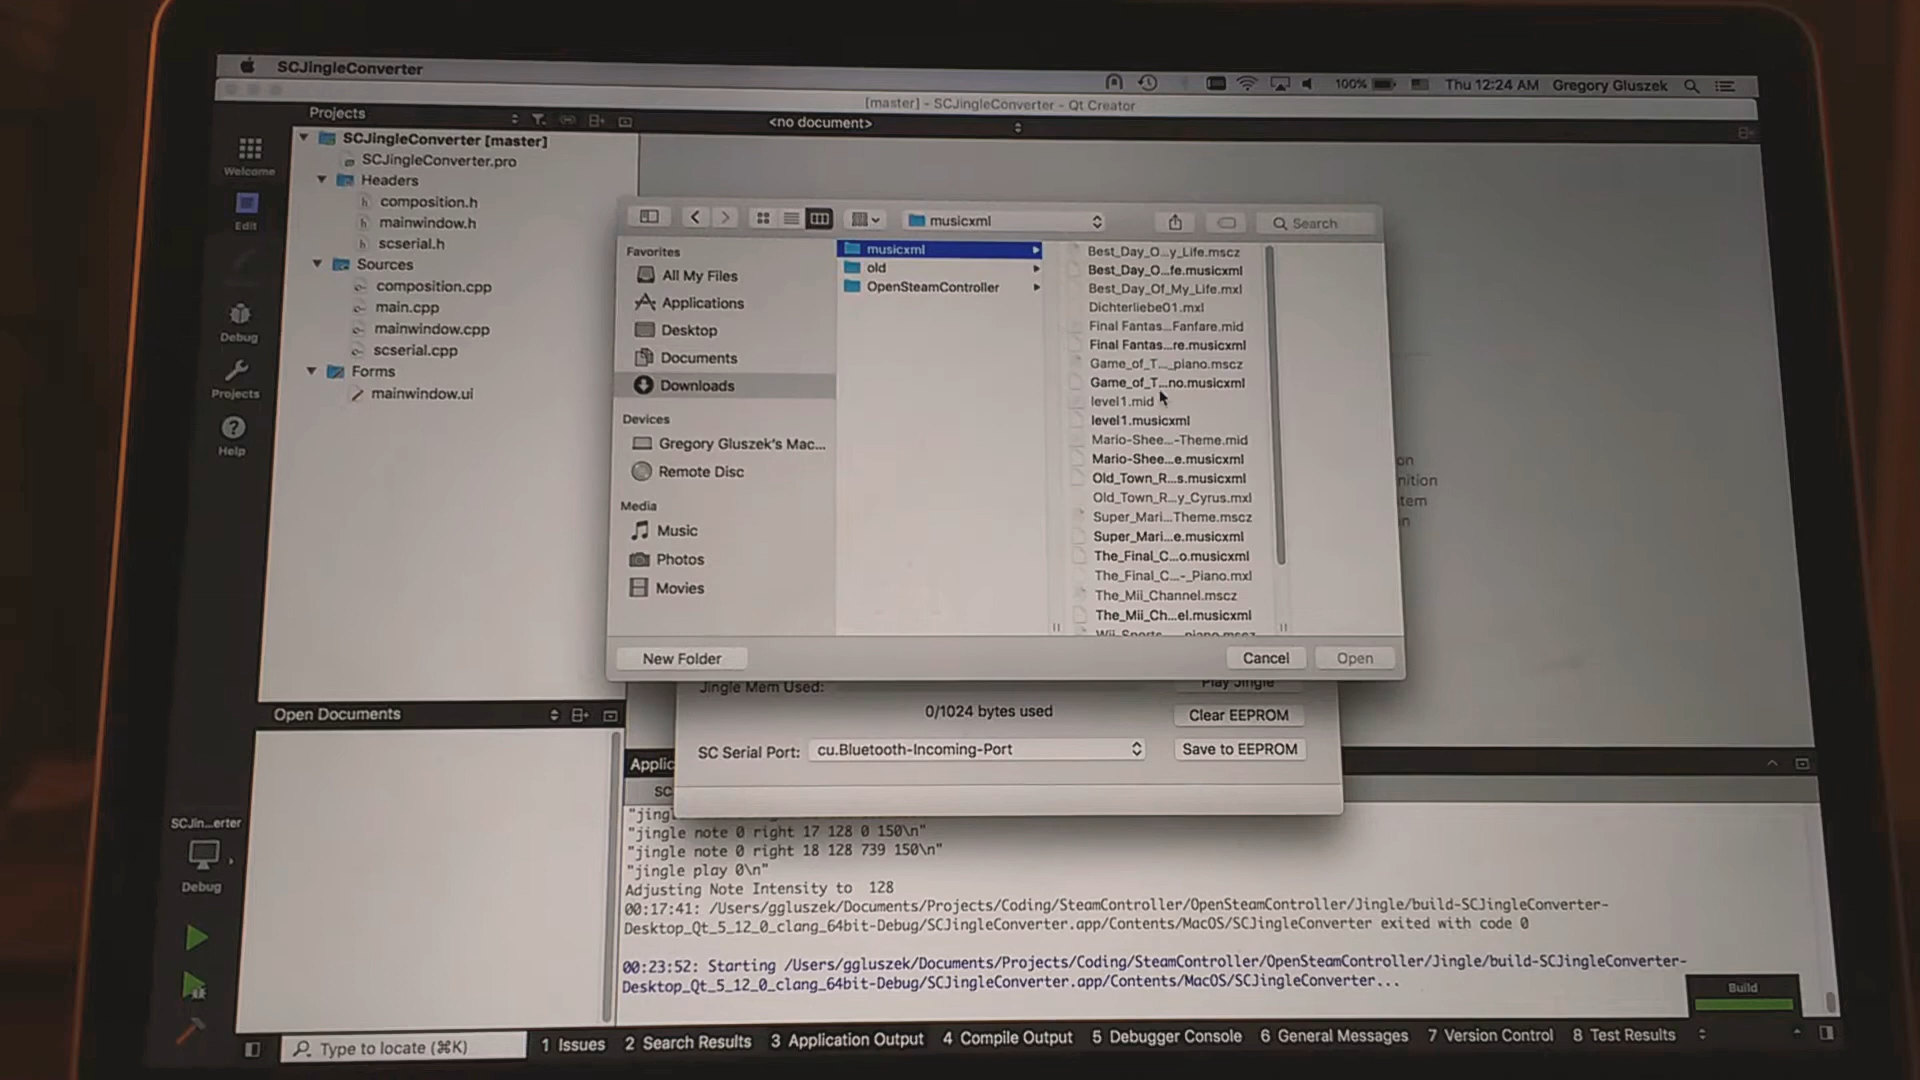 SCJingleConverter
100%
Thu 12:24 AM
Gregory Gluszek
[master] - SCJingleConverter - Qt Creator
Projects
<no document>
Welcome
Edit
Debug
Projects
Help
SCJingleConverter [master]
SCJingleConverter.pro
Headers
composition.h
mainwindow.h
scserial.h
Sources
composition.cpp
main.cpp
mainwindow.cpp
scserial.cpp
Forms
mainwindow.ui
musicxml
Search
Favorites
All My Files
Applications
Desktop
Documents
Downloads
Devices
Gregory Gluszek's Mac...
Remote Disc
Media
Music
Photos
Movies
musicxml
old
OpenSteamController
Best_Day_O...y_Life.mscz
Best_Day_O...fe.musicxml
Best_Day_Of_My_Life.mxl
Dichterliebe01.mxl
Final Fantas...Fanfare.mid
Final Fantas...re.musicxml
Game_of_T..._piano.mscz
Game_of_T...no.musicxml
level1.mid
level1.musicxml
Mario-Shee...-Theme.mid
Mario-Shee...e.musicxml
Old_Town_R...s.musicxml
Old_Town_R...y_Cyrus.mxl
Super_Mari...Theme.mscz
Super_Mari...e.musicxml
The_Final_C...o.musicxml
The_Final_C...-_Piano.mxl
The_Mii_Channel.mscz
The_Mii_Ch...el.musicxml
Wii_Sports_...piano.mscz
on
nition
tem
n
New Folder
Cancel
Open
Jingle Mem Used:
Play Jingle
0/1024 bytes used
Clear EEPROM
SC Serial Port:
cu.Bluetooth-Incoming-Port
Save to EEPROM
Open Documents
Applic
SC
"jingl
"jingle note 0 right 17 128 0 150\n"
"jingle note 0 right 18 128 739 150\n"
"jingle play 0\n"
Adjusting Note Intensity to 128
00:17:41: /Users/ggluszek/Documents/Projects/Coding/SteamController/OpenSteamController/Jingle/build-SCJingleConverter-
Desktop_Qt_5_12_0_clang_64bit-Debug/SCJingleConverter.app/Contents/MacOS/SCJingleConverter exited with code 0
00:23:52: Starting /Users/ggluszek/Documents/Projects/Coding/SteamController/OpenSteamController/Jingle/build-SCJingleConverter-
Desktop_Qt_5_12_0_clang_64bit-Debug/SCJingleConverter.app/Contents/MacOS/SCJingleConverter...
SCJin...erter
Debug
Build
Type to locate (⌘K)
1 Issues
2 Search Results
3 Application Output
4 Compile Output
5 Debugger Console
6 General Messages
7 Version Control
8 Test Results